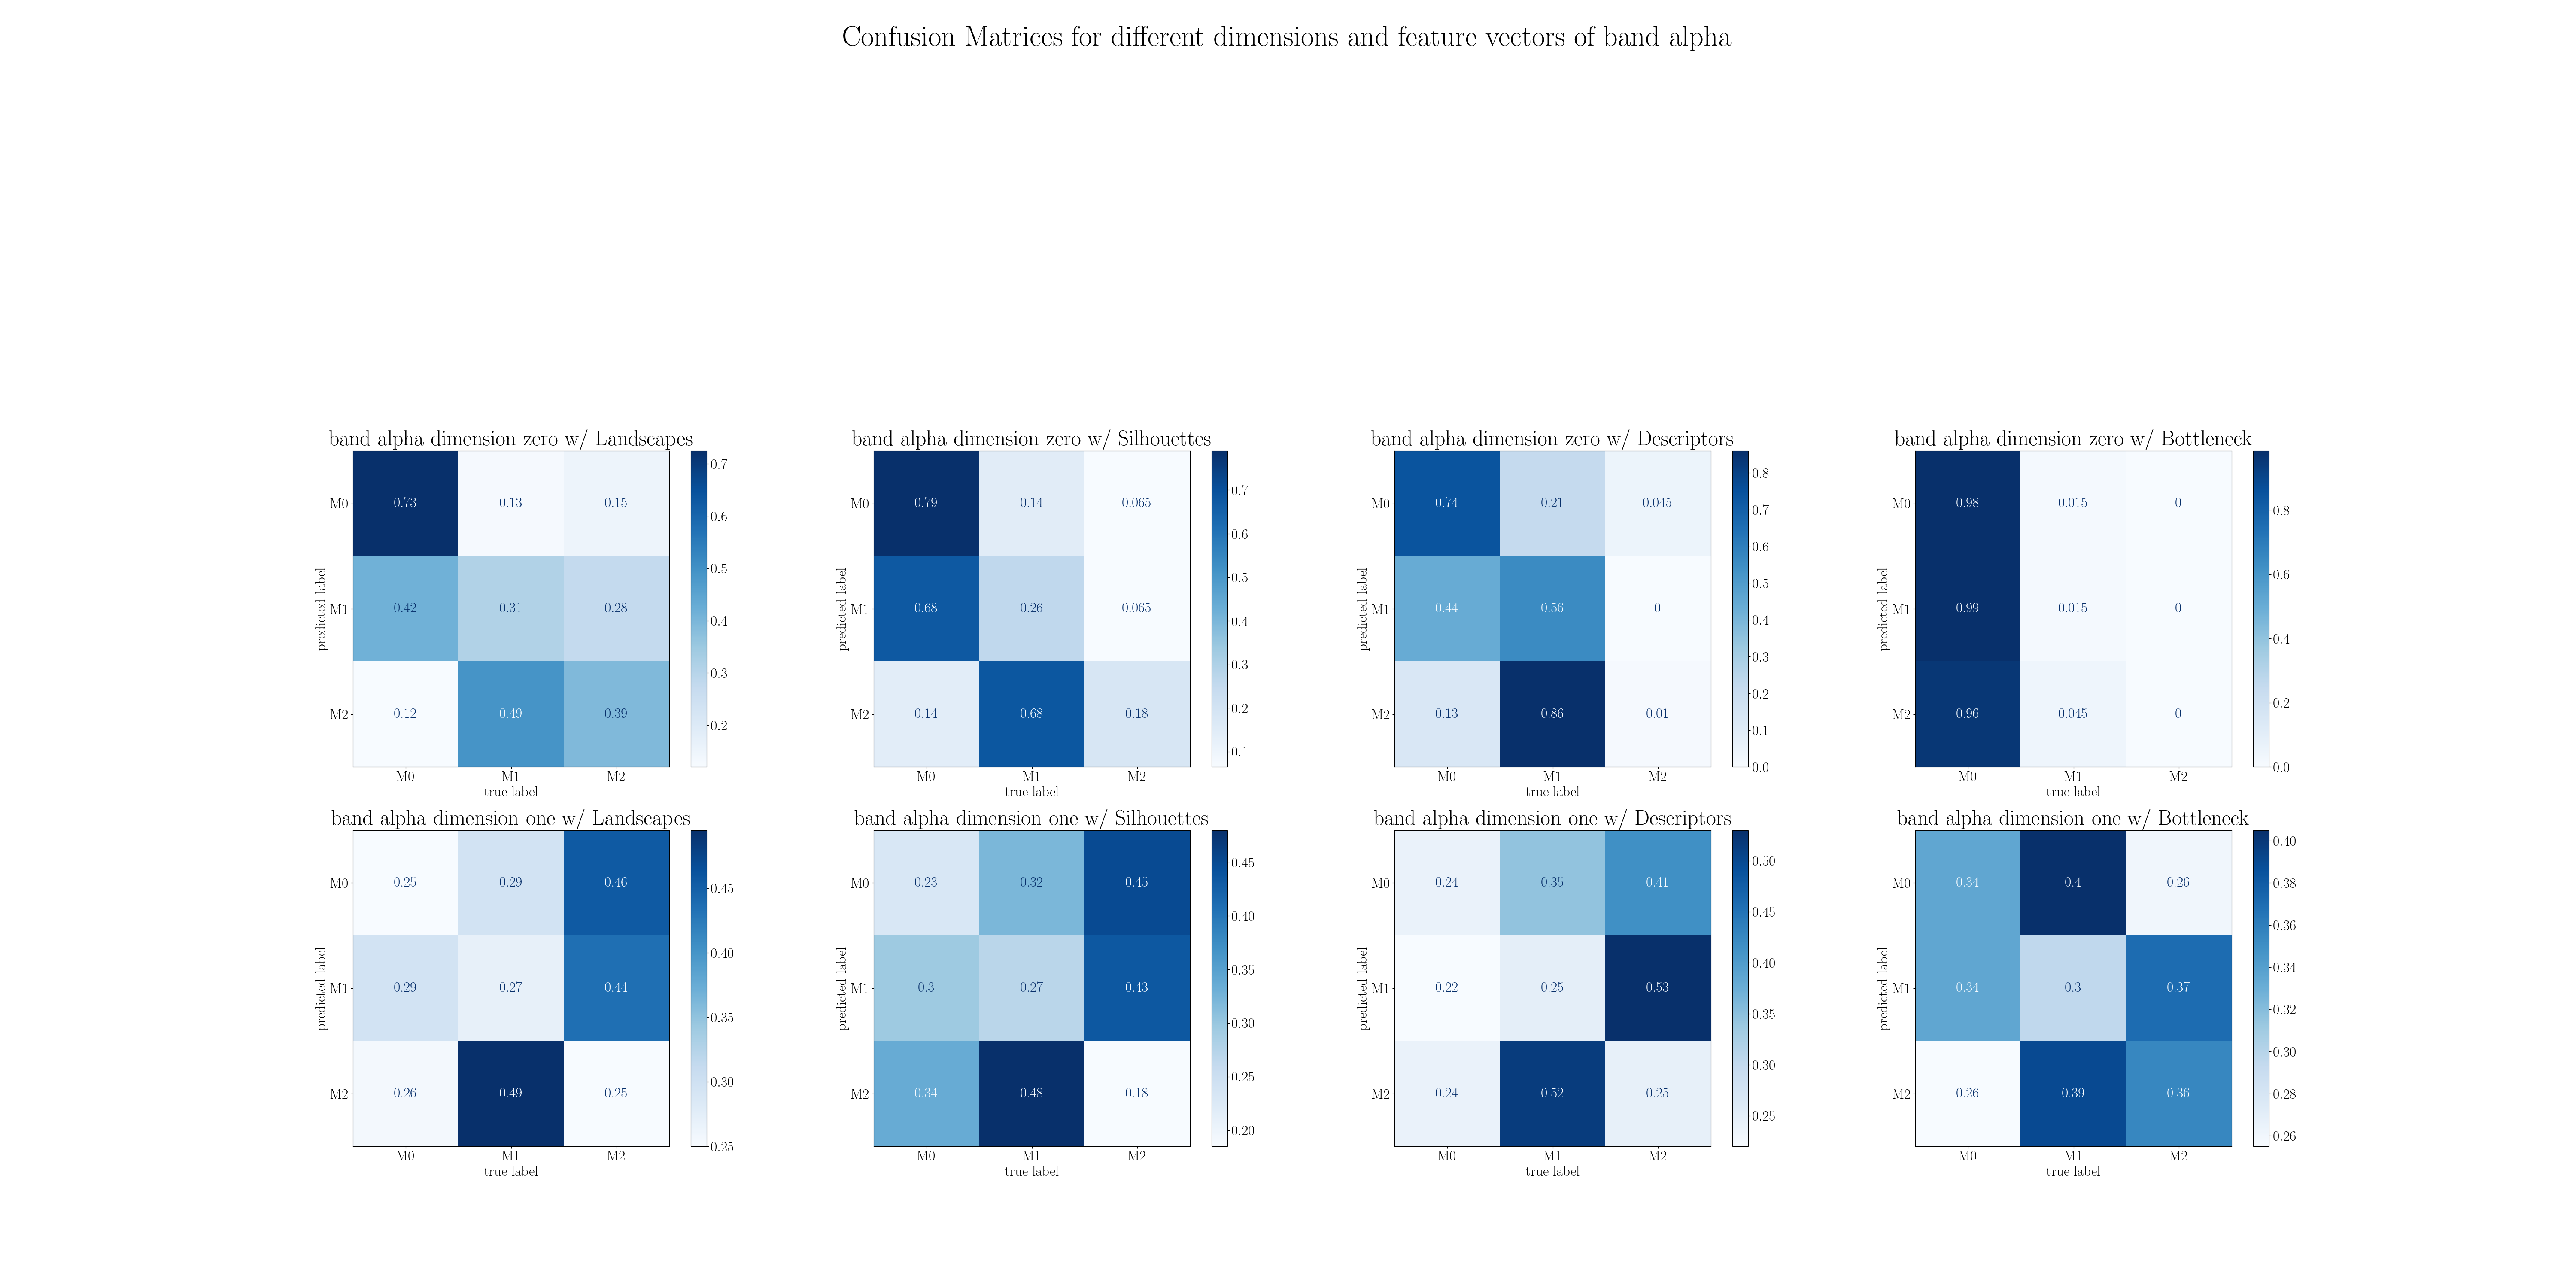 Confusion Matrices for different dimensions and feature vectors of band alpha
band alpha dimension zero w/ Landscapes
predicted label
M0 0.73 0.13 0.15
M1 0.42 0.31 0.28
M2 0.12 0.49 0.39
M0 M1 M2
true label
0.7
0.6
0.5
0.4
0.3
0.2
band alpha dimension zero w/ Silhouettes
predicted label
M0 0.79 0.14 0.065
M1 0.68 0.26 0.065
M2 0.14 0.68 0.18
M0 M1 M2
true label
0.7
0.6
0.5
0.4
0.3
0.2
0.1
band alpha dimension zero w/ Descriptors
predicted label
M0 0.74 0.21 0.045
M1 0.44 0.56 0
M2 0.13 0.86 0.01
M0 M1 M2
true label
0.8
0.7
0.6
0.5
0.4
0.3
0.2
0.1
0.0
band alpha dimension zero w/ Bottleneck
predicted label
M0 0.98 0.015 0
M1 0.99 0.015 0
M2 0.96 0.045 0
M0 M1 M2
true label
0.8
0.6
0.4
0.2
0.0
band alpha dimension one w/ Landscapes
predicted label
M0 0.25 0.29 0.46
M1 0.29 0.27 0.44
M2 0.26 0.49 0.25
M0 M1 M2
true label
0.45
0.40
0.35
0.30
0.25
band alpha dimension one w/ Silhouettes
predicted label
M0 0.23 0.32 0.45
M1 0.3 0.27 0.43
M2 0.34 0.48 0.18
M0 M1 M2
true label
0.45
0.40
0.35
0.30
0.25
0.20
band alpha dimension one w/ Descriptors
predicted label
M0 0.24 0.35 0.41
M1 0.22 0.25 0.53
M2 0.24 0.52 0.25
M0 M1 M2
true label
0.50
0.45
0.40
0.35
0.30
0.25
band alpha dimension one w/ Bottleneck
predicted label
M0 0.34 0.4 0.26
M1 0.34 0.3 0.37
M2 0.26 0.39 0.36
M0 M1 M2
true label
0.40
0.38
0.36
0.34
0.32
0.30
0.28
0.26